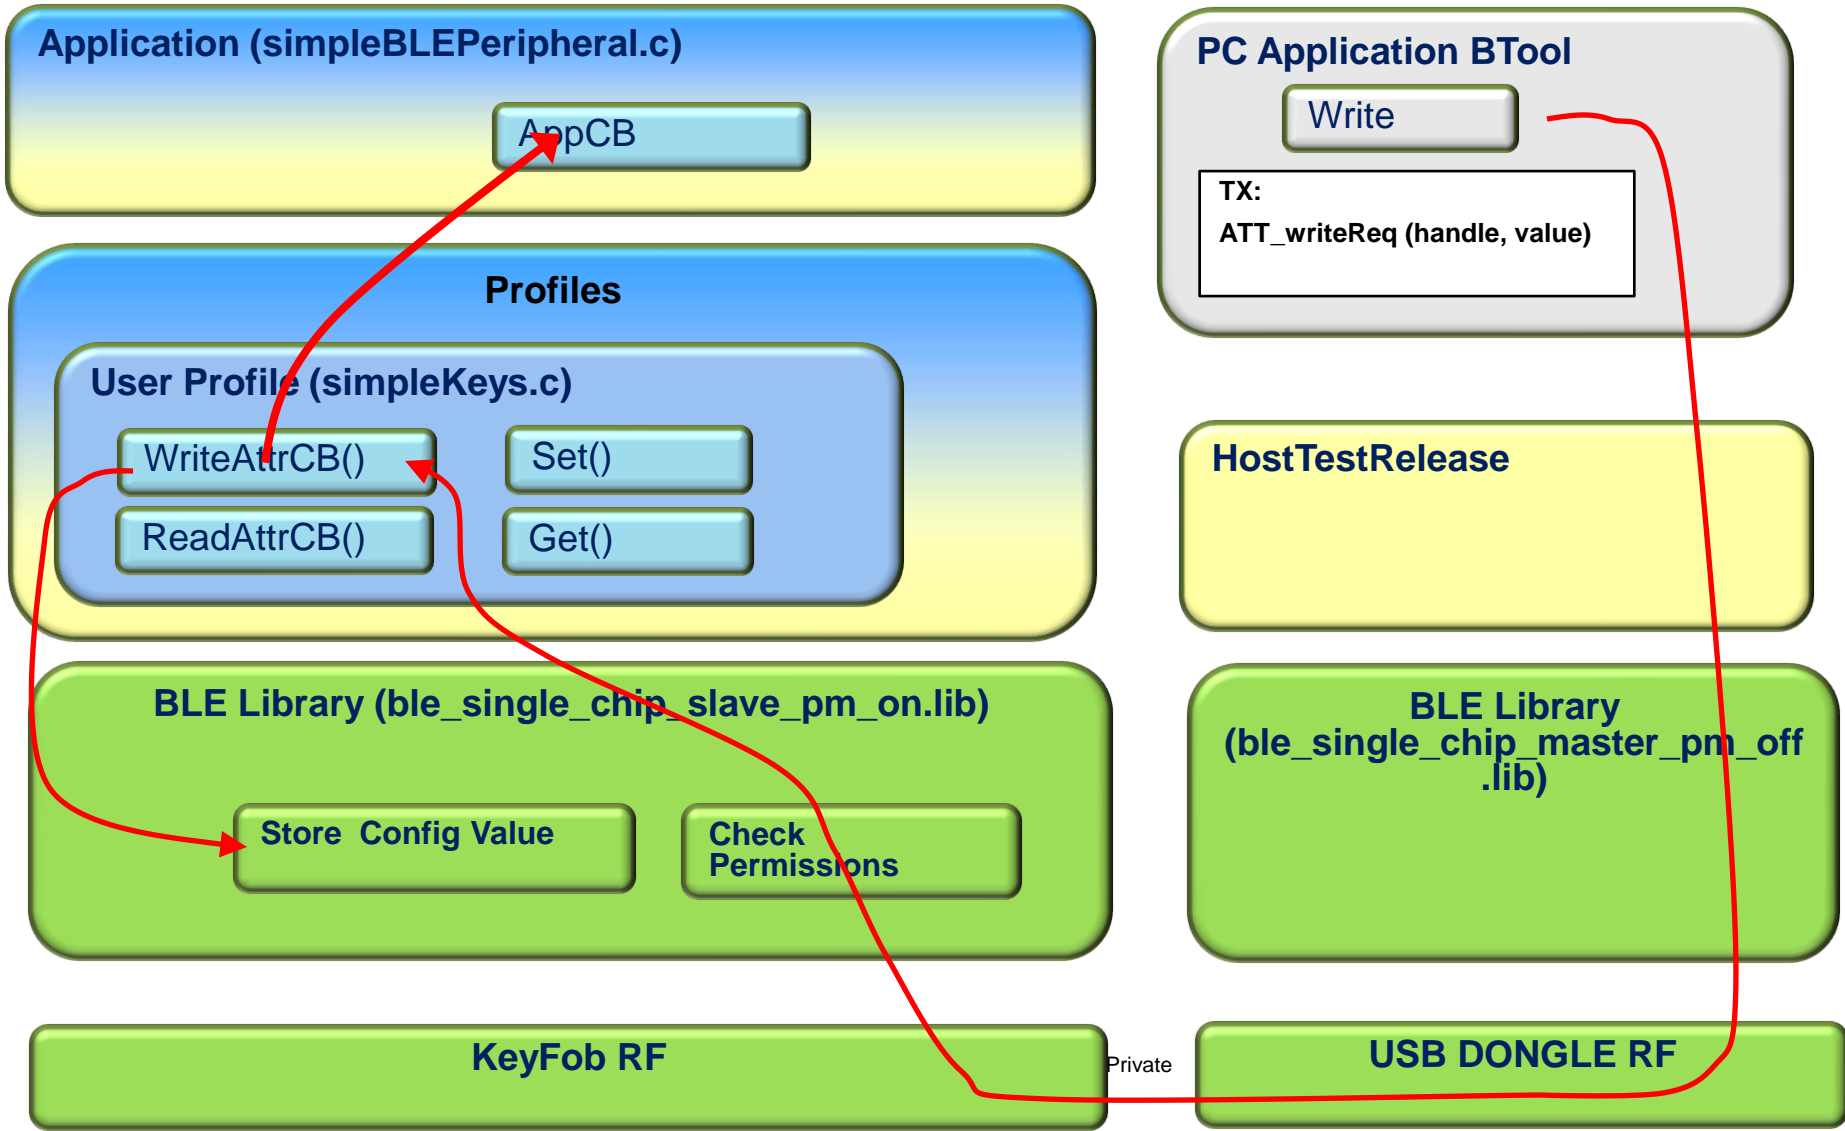 Application (simpleBLEPeripheral.c)
AppCB
Profiles
User Profile (simpleKeys.c)
WriteAttrCB()
Set()
ReadAttrCB()
Get()
BLE Library (ble_single_chip_slave_pm_on.lib)
Store Config Value
Check
Permissions
KeyFob RF
Private
PC Application BTool
Write
TX:
ATT_writeReq (handle, value)
HostTestRelease
BLE Library
(ble_single_chip_master_pm_off
.lib)
USB DONGLE RF